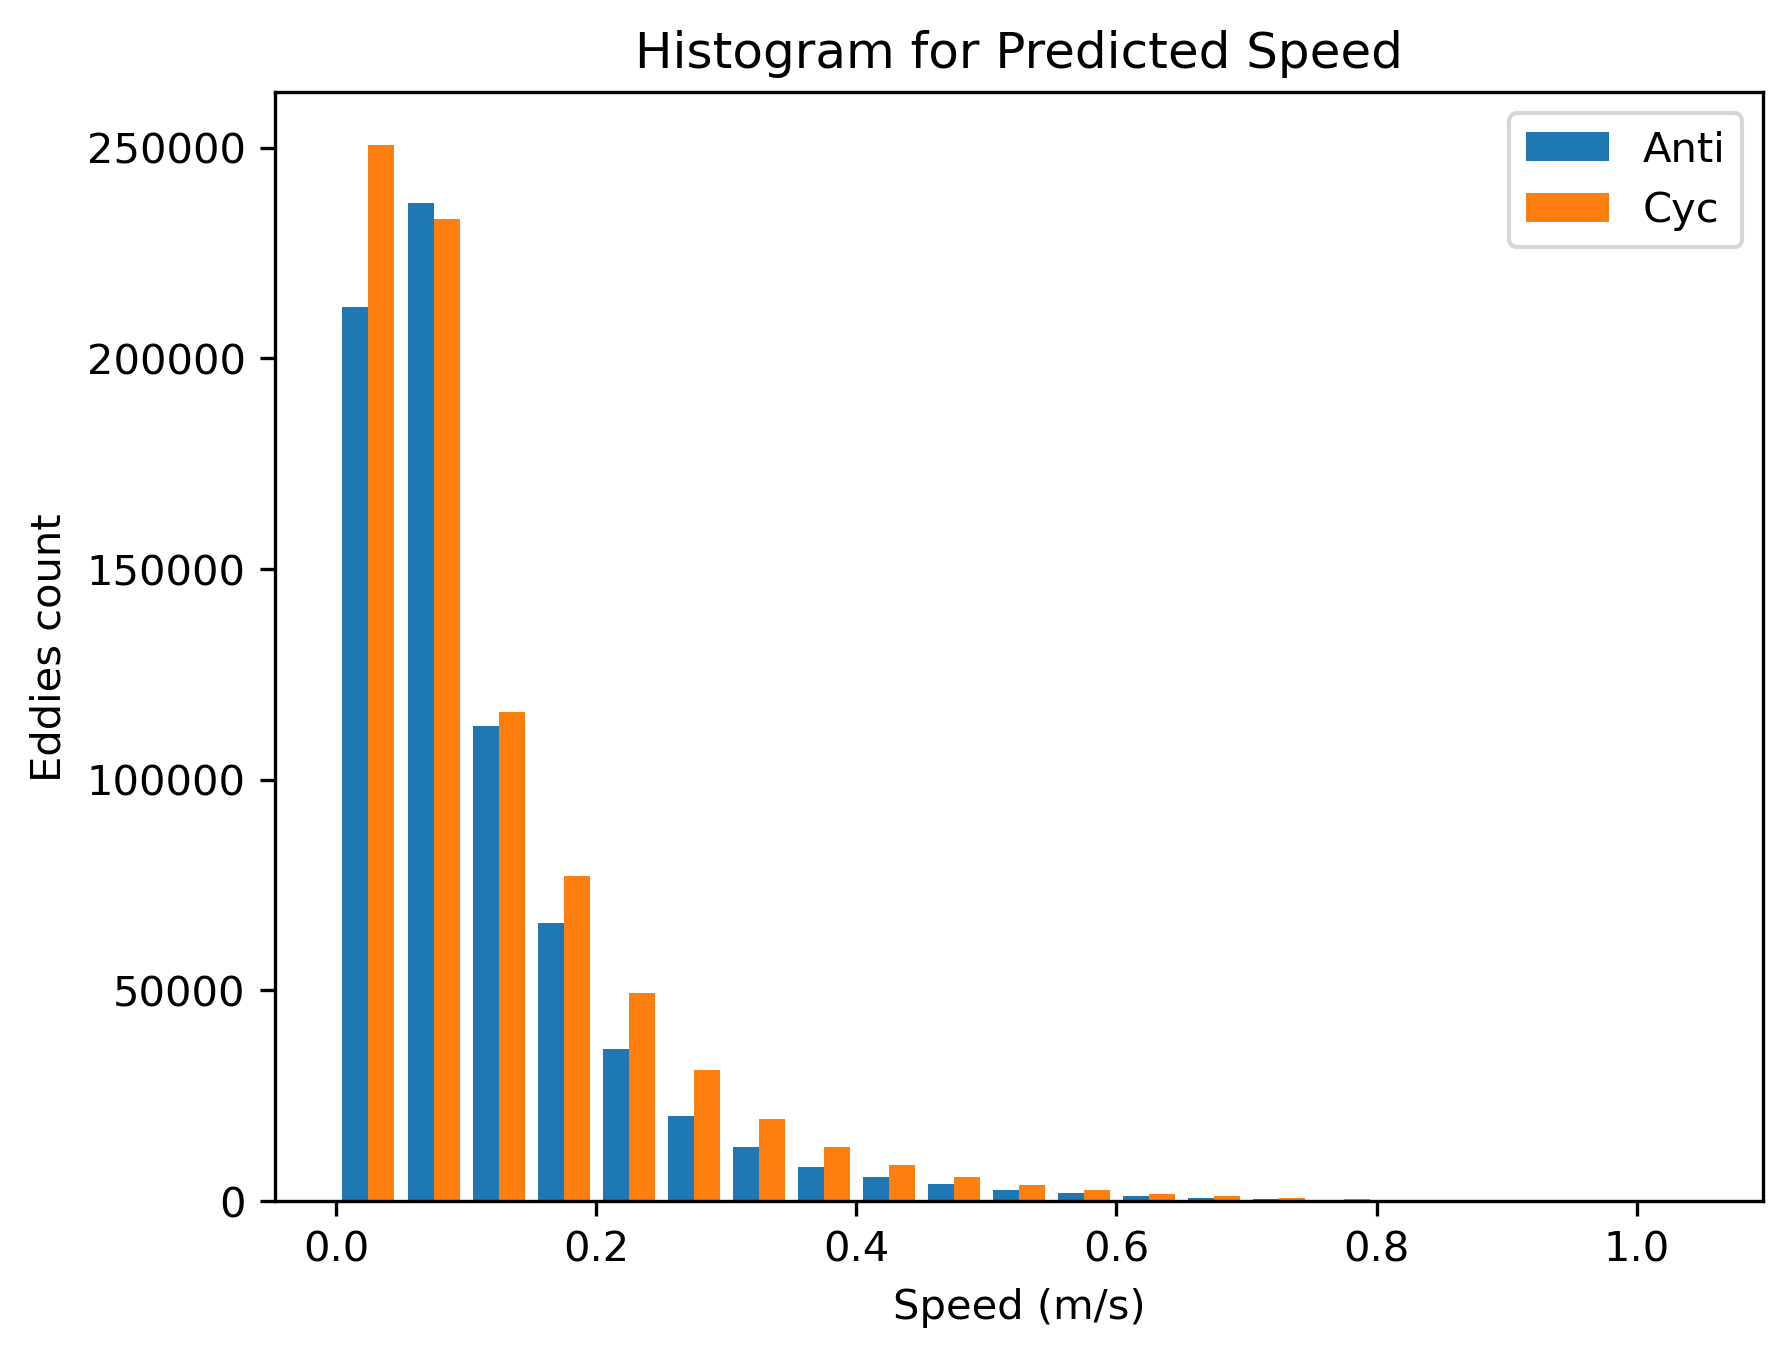 Histogram for Predicted Speed
Anti
Cyc
250000
200000
150000
100000
50000
0
Eddies count
0.0 0.2 0.4 0.6 0.8 1.0
Speed (m/s)